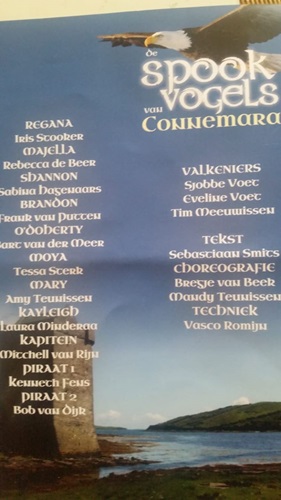 de
SPOOK
VOGELS
van
CONNEMARA
REGANA
Iris Stooker
MAJELLA
Rebecca de Beer
SHANNON
Sabina Hagenaars
BRANDON
Frank van Putten
O'DOHERTY
Bart van der Meer
MOYA
Tessa Sterk
MARY
Amy Teunissen
KAYLEIGH
Laura Minderaa
KAPITEIN
Mitchell van Rijn
PIRAAT 1
Kenneth Fens
PIRAAT 2
Bob van Dijk
VALKENIERS
Sjobbe Voet
Eveline Voet
Tim Meeuwissen
TEKST
Sebastiaan Smits
CHOREOGRAFIE
Bregje van Beek
Mandy Teunissen
TECHNIEK
Vasco Romijn